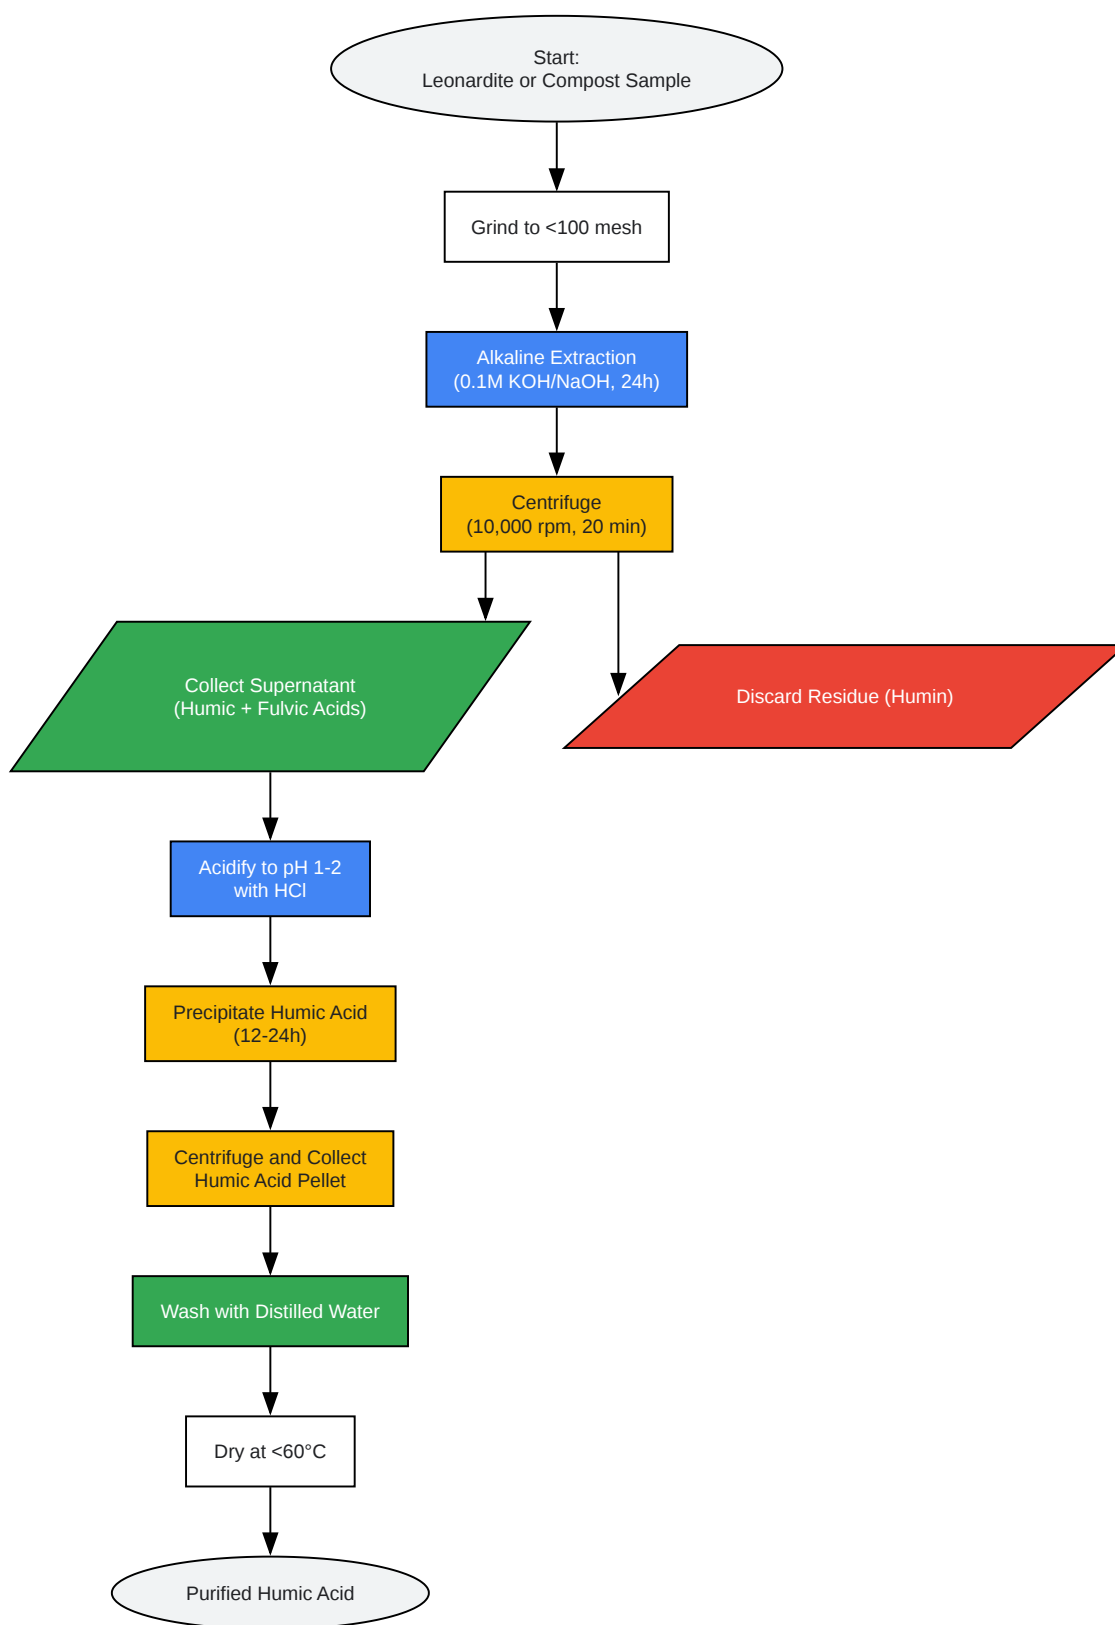 Start:
Leonardite or Compost Sample
Grind to <100 mesh
Alkaline Extraction
(0.1M KOH/NaOH, 24h)
Centrifuge
(10,000 rpm, 20 min)
Collect Supernatant
(Humic + Fulvic Acids)
Discard Residue (Humin)
Acidify to pH 1-2
with HCl
Precipitate Humic Acid
(12-24h)
Centrifuge and Collect
Humic Acid Pellet
Wash with Distilled Water
Dry at <60°C
Purified Humic Acid